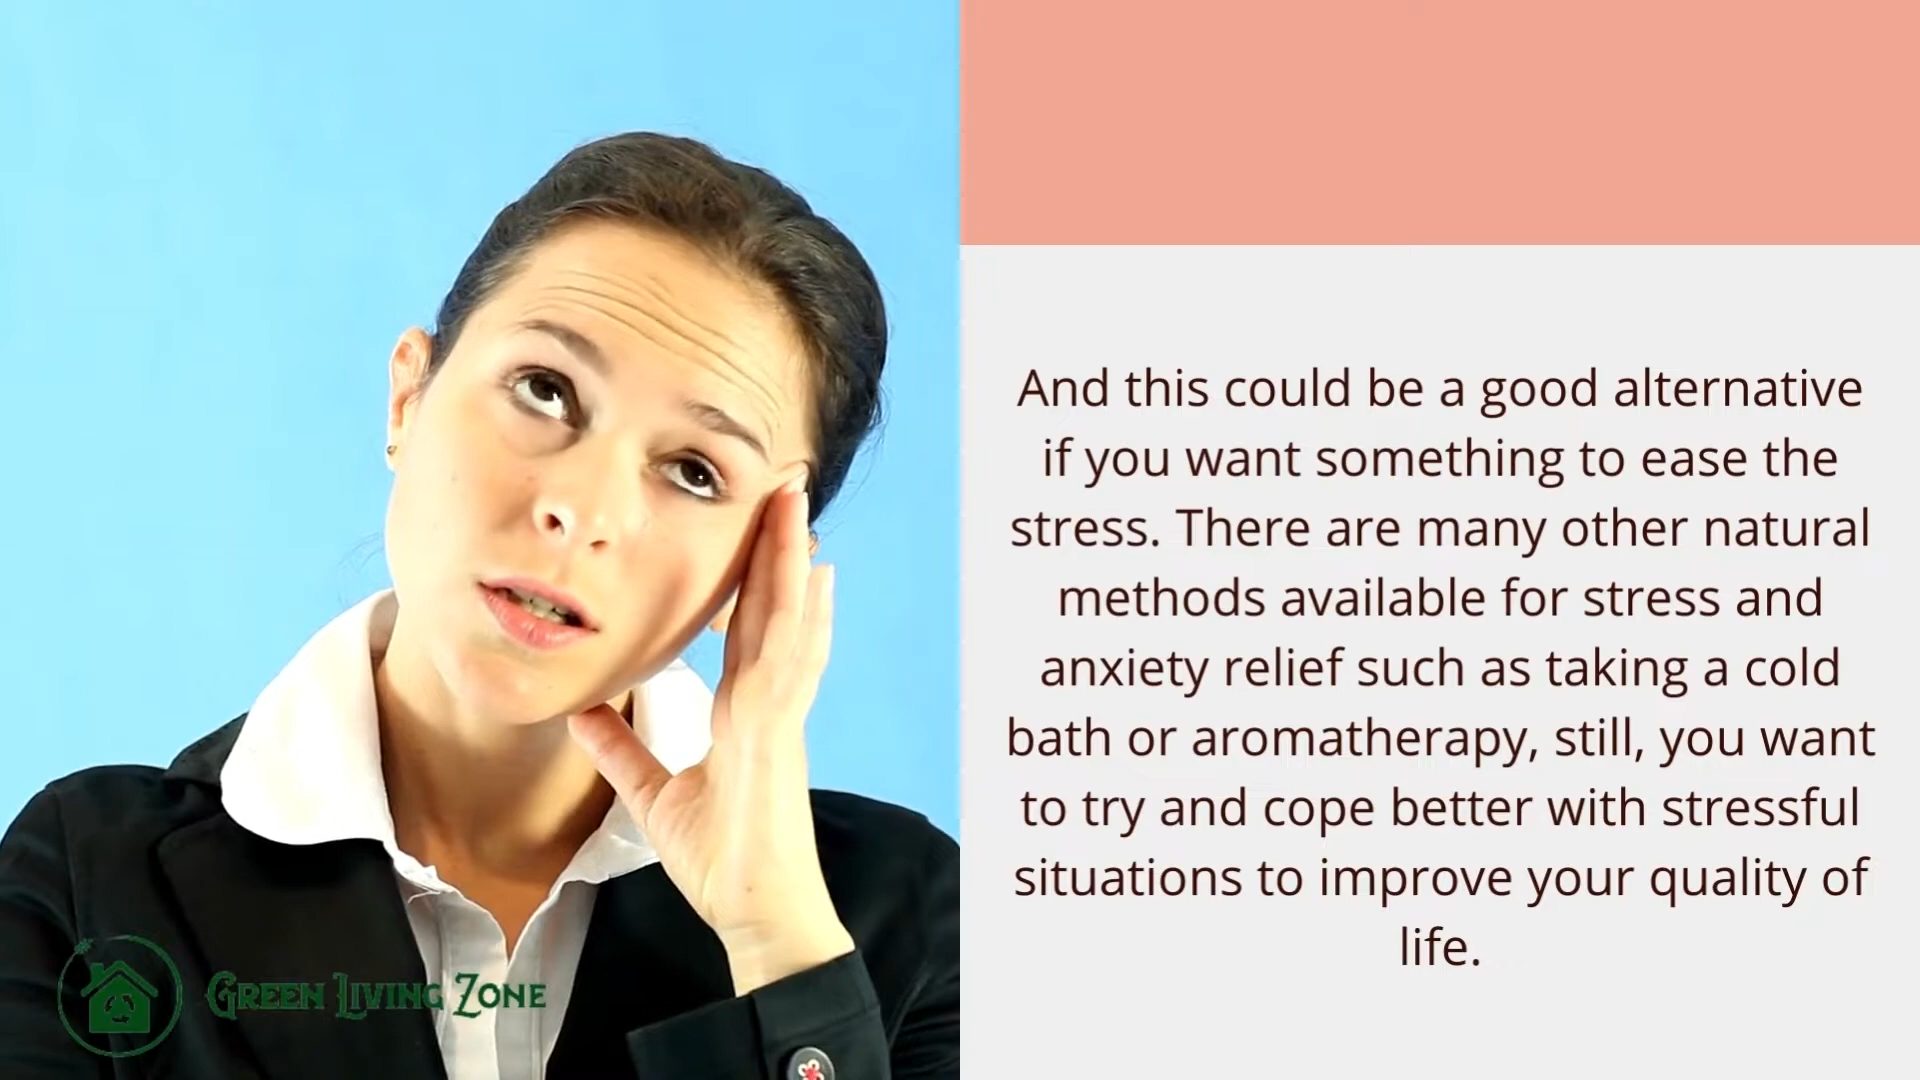 And this could be a good alternative
if you want something to ease the
stress. There are many other natural
methods available for stress and
anxiety relief such as taking a cold
bath or aromatherapy, still, you want
to try and cope better with stressful
situations to improve your quality of
life.
Green Living Zone